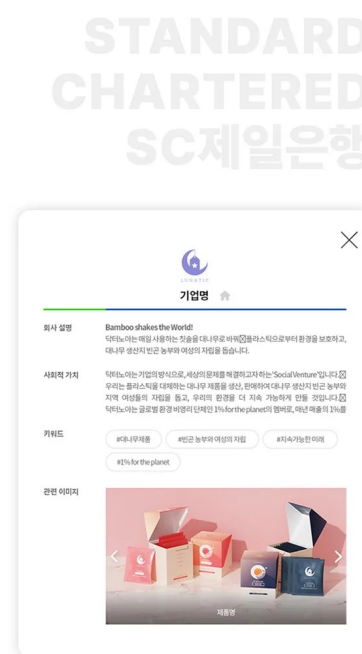 STANDARD
CHARTERED
SC제일은행
LUNATIC
기업명
회사 설명
Bamboo shakes the World!
닥터노아는 매일 사용하는 칫솔을 대나무로 바꿔 플라스틱으로부터 환경을 보호하고,
대나무 생산지 빈곤 농부와 여성의 자립을 돕습니다.
사회적 가치
닥터노아는 기업의 방식으로, 세상의 문제를 해결하고자 하는 'Social Venture'입니다.
우리는 플라스틱을 대체하는 대나무 제품을 생산, 판매하여 대나무 생산지 빈곤 농부와
지역 여성들의 자립을 돕고, 우리의 환경을 더 지속 가능하게 만들 것입니다.
닥터노아는 글로벌 환경 비영리 단체인 1% for the planet의 멤버로, 매년 매출의 1%를
키워드
#대나무제품
#빈곤 농부와 여성의 자립
#지속가능한 미래
#1% for the planet
관련 이미지
제품명